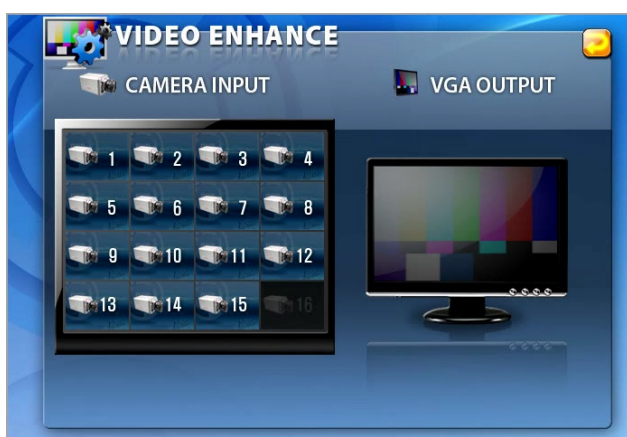 VIDEO ENHANCE
CAMERA INPUT
VGA OUTPUT
1 2 3 4
5 6 7 8
9 10 11 12
13 14 15 16